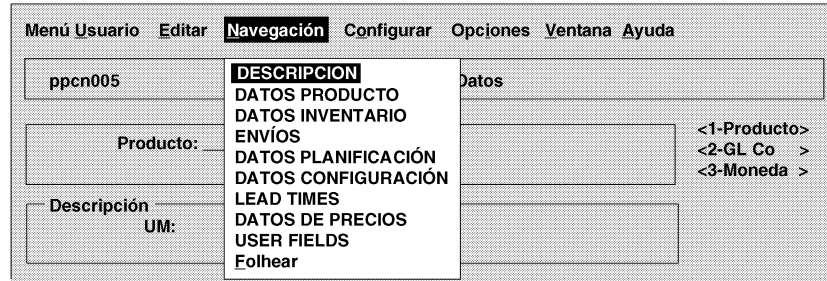 Menú Usuario Editar Navegación Configurar Opciones Ventana Ayuda
ppcn005 Datos
DESCRIPCION
DATOS PRODUCTO
DATOS INVENTARIO
ENVÍOS
DATOS PLANIFICACIÓN
DATOS CONFIGURACIÓN
LEAD TIMES
DATOS DE PRECIOS
USER FIELDS
Folhear
Producto: __
<1-Producto>
<2-GL Co >
<3-Moneda >
Descripción
UM: